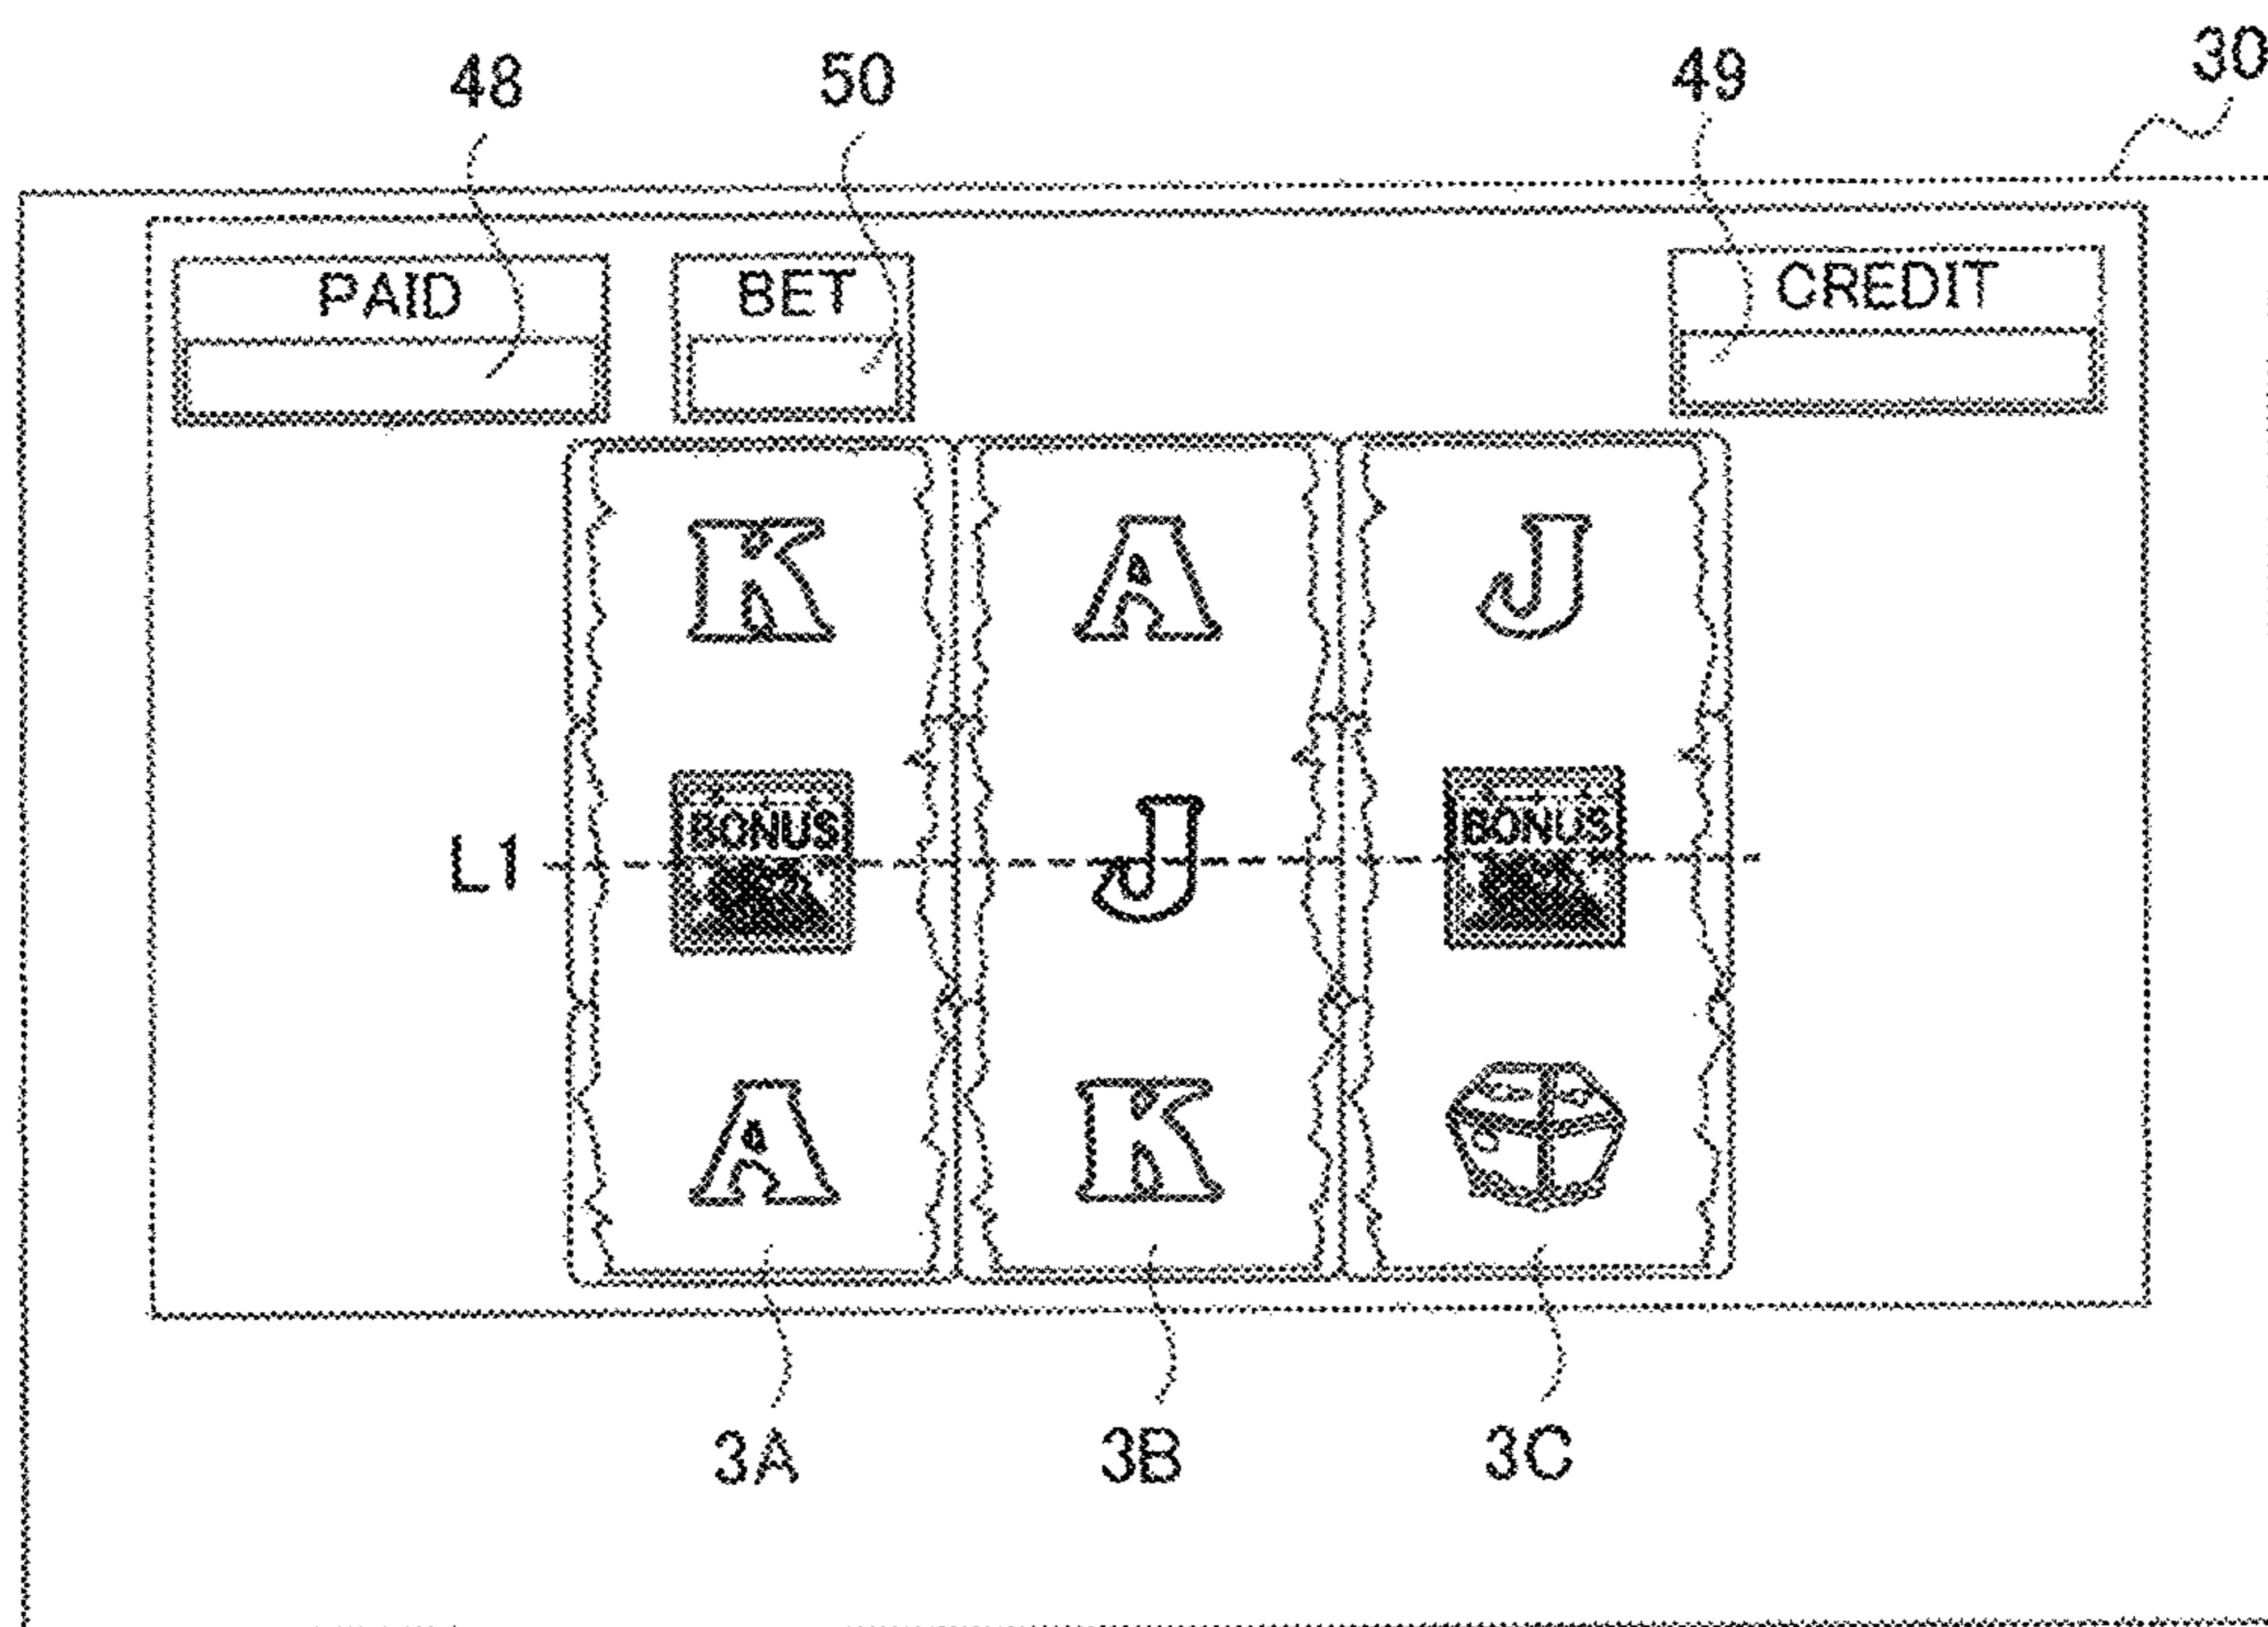 48 50 49 30
PAID BET CREDIT
K A J
BONUS J BONUS
L1
A K
3A 3B 3C